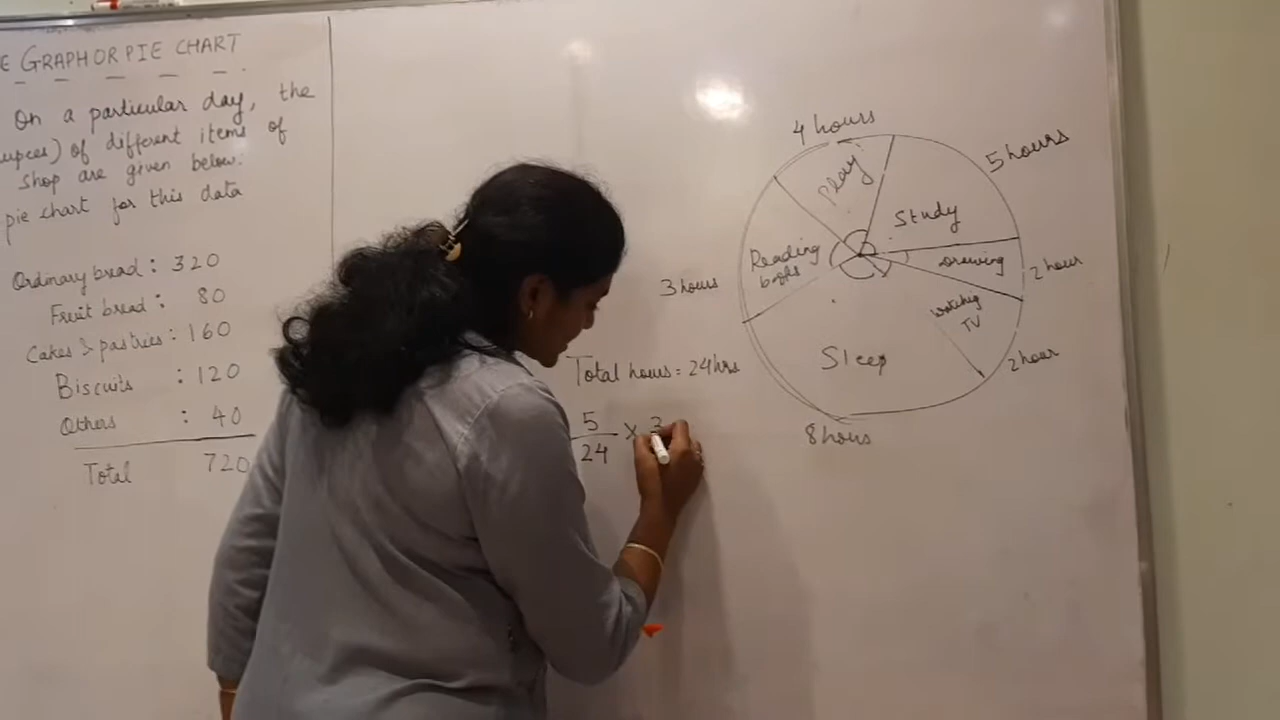 E GRAPH OR PIE CHART
On a particular day, the
upees) of different items of
shop are given below.
pie chart for this data
Ordinary bread : 320
Fruit bread : 80
Cakes & pastries : 160
Biscuits : 120
Others : 40
Total 720
4 hours
5 hours
Play
Study
Reading
books
Drawing
2 hour
3 hours
Watching
TV
Sleep
2 hour
8 hours
Total hours = 24 hrs
5
24
× 3